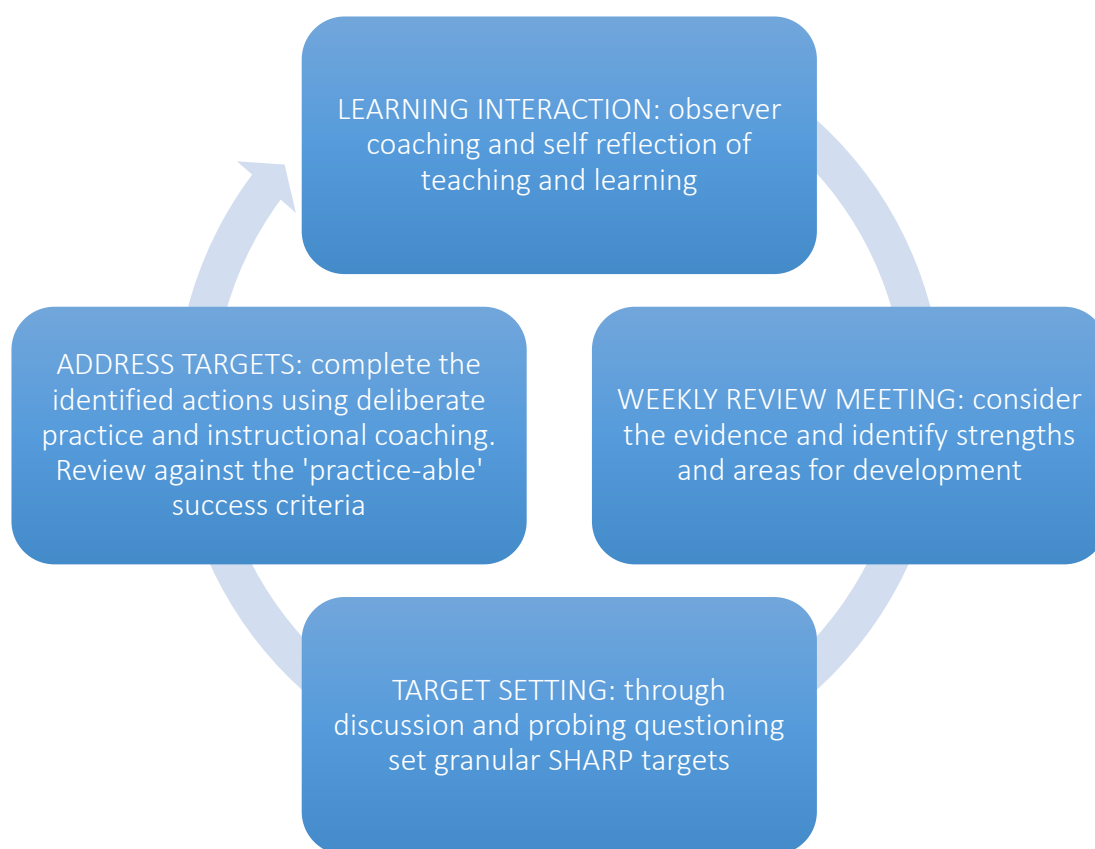 LEARNING INTERACTION: observer
coaching and self reflection of
teaching and learning
WEEKLY REVIEW MEETING: consider
the evidence and identify strengths
and areas for development
TARGET SETTING: through
discussion and probing questioning
set granular SHARP targets
ADDRESS TARGETS: complete the
identified actions using deliberate
practice and instructional coaching.
Review against the 'practice-able'
success criteria